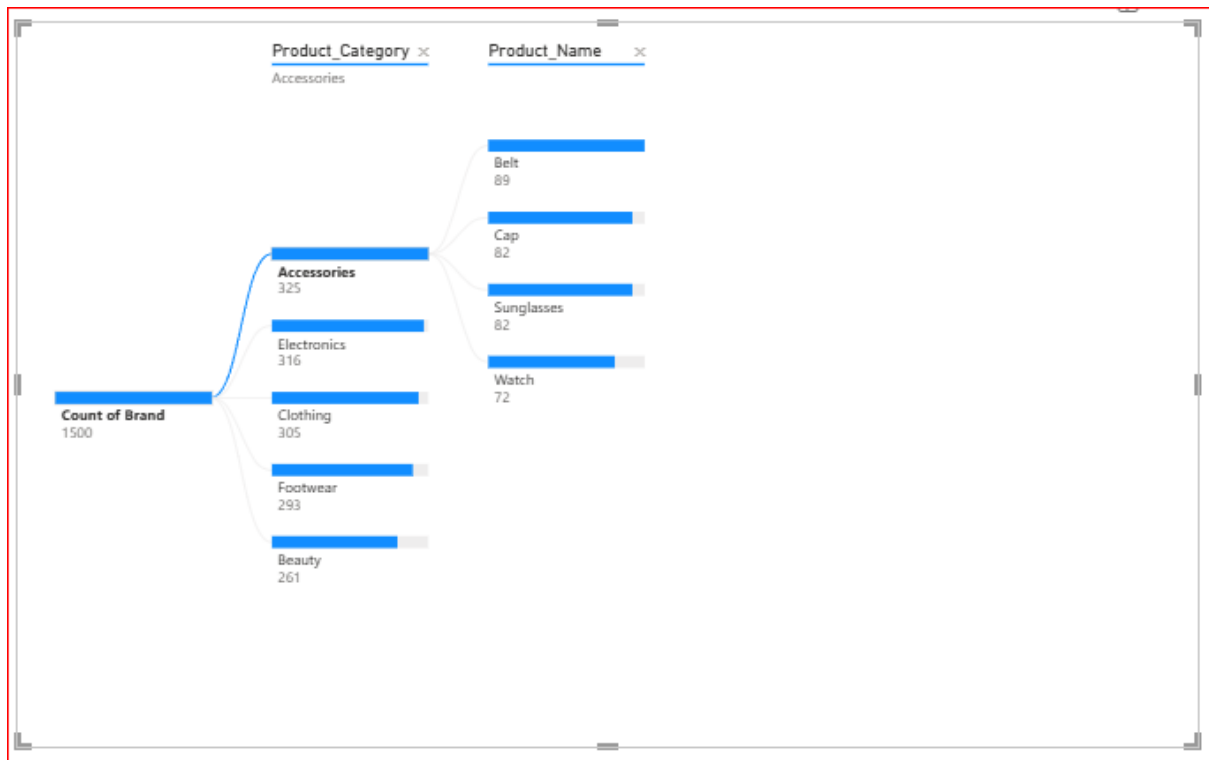 Product_Category ×
Product_Name ×
Accessories
Belt
89
Cap
82
Accessories
325
Sunglasses
82
Electronics
316
Watch
72
Count of Brand
1500
Clothing
305
Footwear
293
Beauty
261